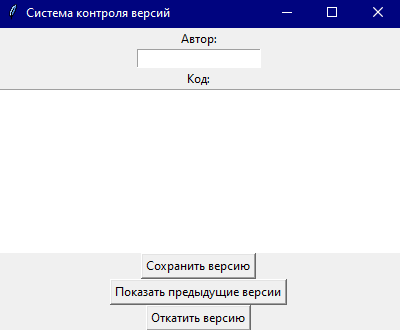 Система контроля версий
Автор:
Код:
Сохранить версию
Показать предыдущие версии
Откатить версию